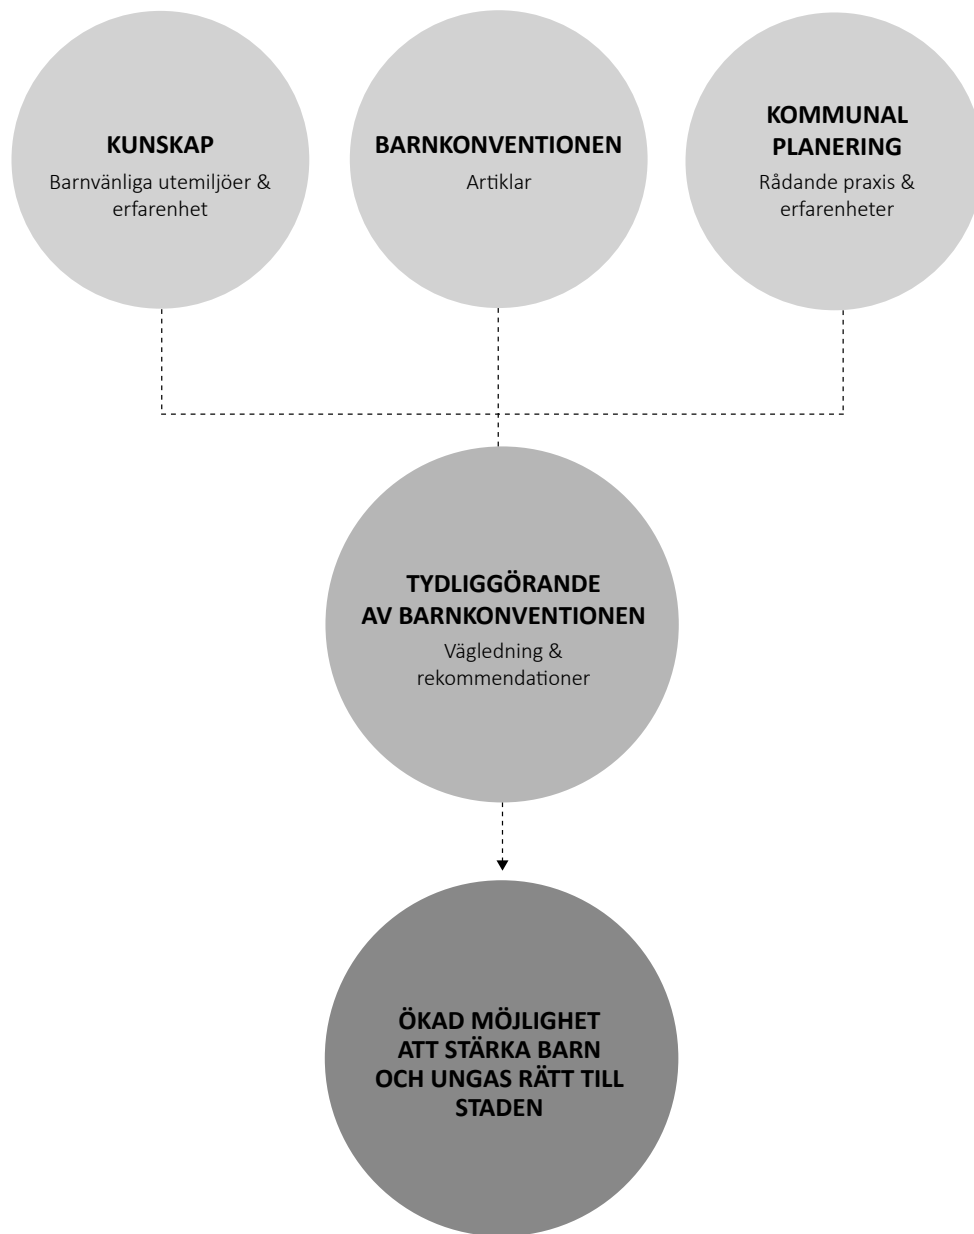 KUNSKAP
Barnvänliga utemiljöer &
erfarenhet
BARNKONVENTIONEN
Artiklar
KOMMUNAL
PLANERING
Rådande praxis &
erfarenheter
TYDLIGGÖRANDE
AV BARNKONVENTIONEN
Vägledning &
rekommendationer
ÖKAD MÖJLIGHET
ATT STÄRKA BARN
OCH UNGAS RÄTT TILL
STADEN